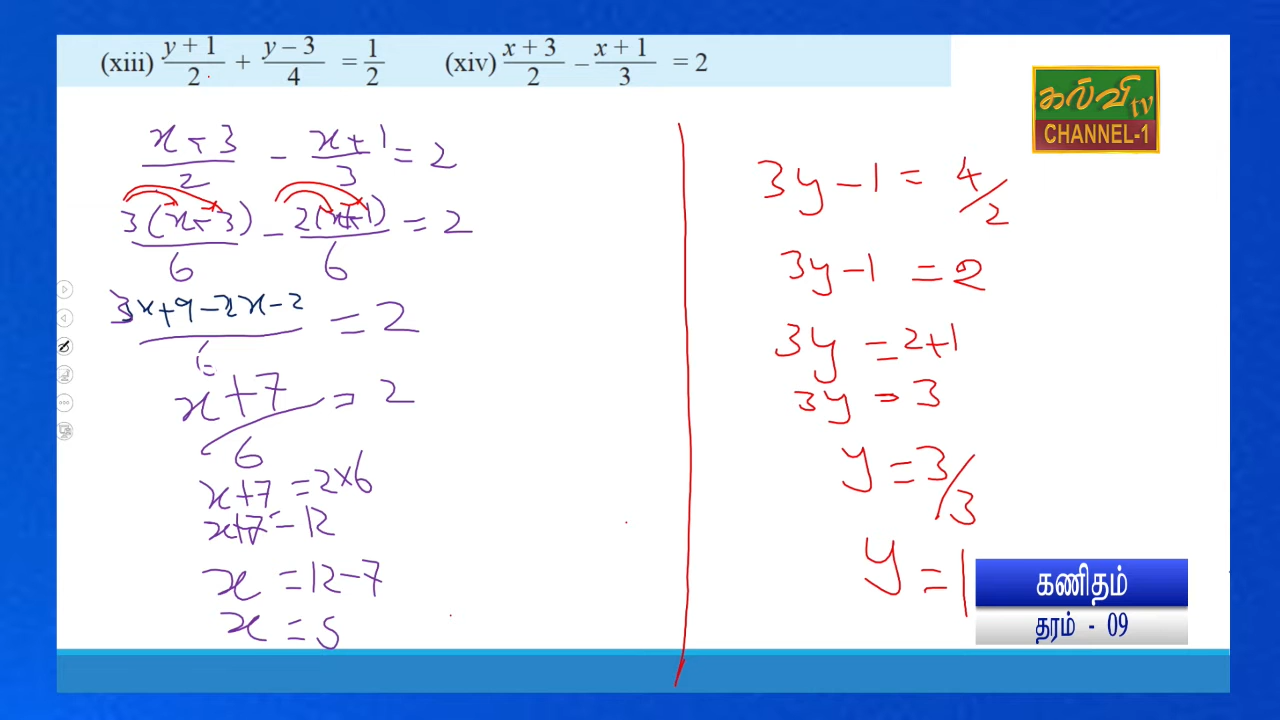 (xiii) (y + 1)/2 + (y – 3)/4 = 1/2 (xiv) (x + 3)/2 – (x + 1)/3 = 2
கல்வி tv
CHANNEL-1
(x + 3)/2 - (x + 1)/3 = 2
3(x + 3)/6 - 2(x + 1)/6 = 2
(3x + 9 - 2x - 2)/6 = 2
(x + 7)/6 = 2
x + 7 = 2 × 6
x + 7 = 12
x = 12 - 7
x = 5
3y - 1 = 4/2
3y - 1 = 2
3y = 2 + 1
3y = 3
y = 3/3
y = 1
கணிதம்
தரம் - 09